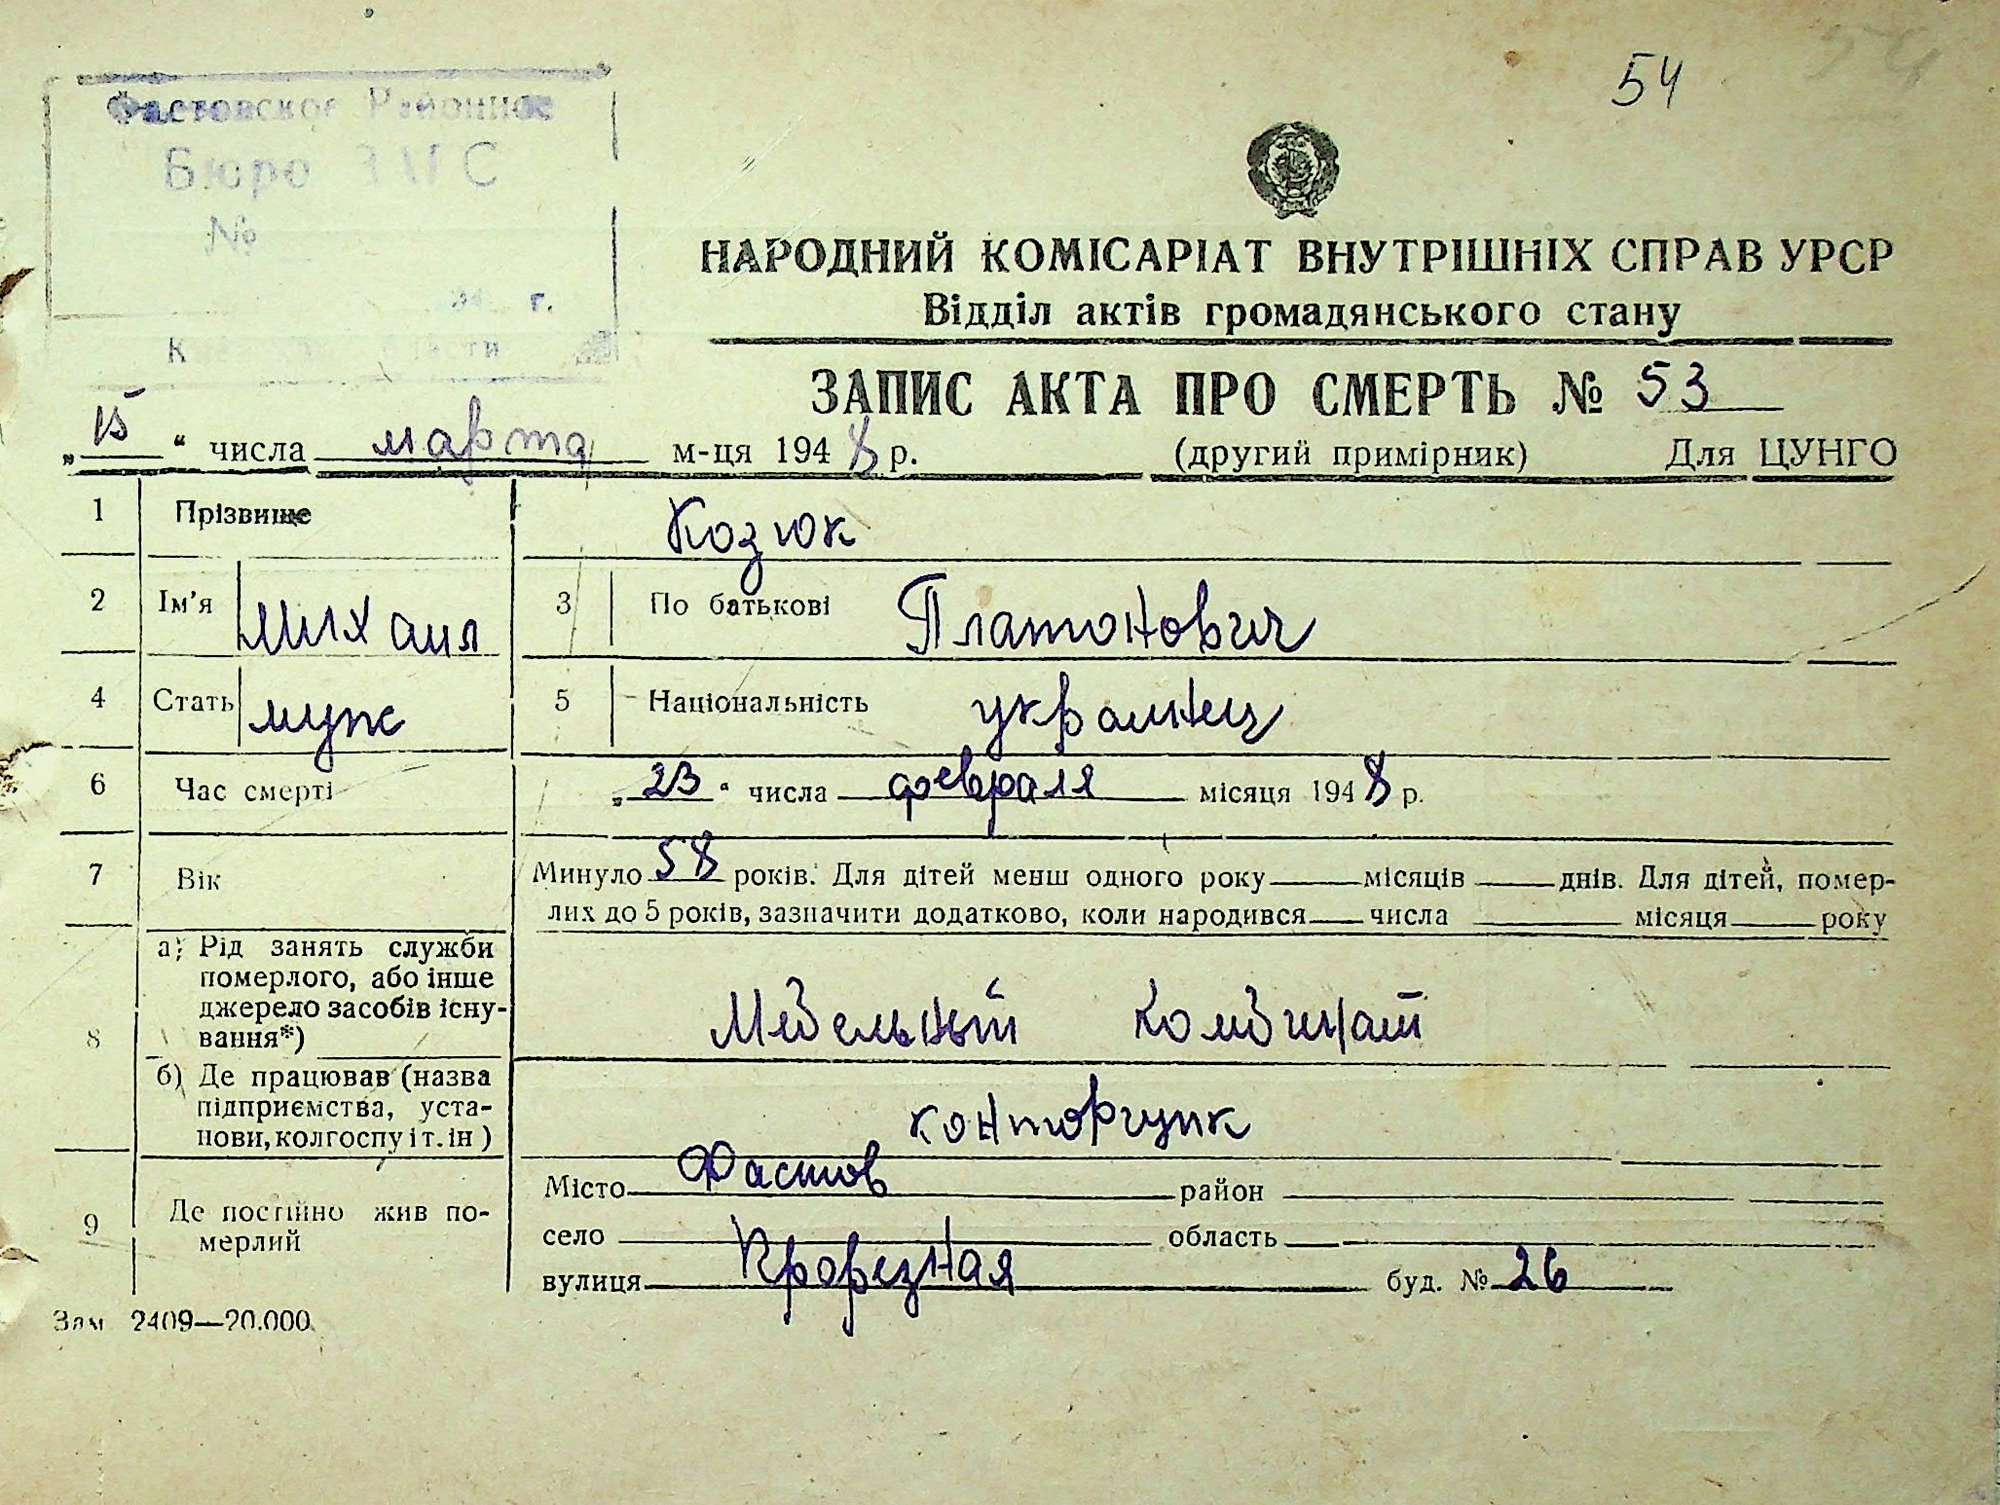 54
Фастовское Районное
Бюро ЗАГС
№
г.
НАРОДНИЙ КОМІСАРІАТ ВНУТРІШНІХ СПРАВ УРСР
Відділ актів громадянського стану
ЗАПИС АКТА ПРО СМЕРТЬ № 53
„15“ числа марта м-ця 1948 р. (другий примірник) Для ЦУНГО
1 Прізвище Козюк
2 Ім'я Михаил 3 По батькові Платонович
4 Стать муж 5 Національність украинец
6 Час смерті „23“ числа февраля місяця 1948 р.
7 Вік Минуло 58 років. Для дітей менш одного року місяців днів. Для дітей, помер-
лих до 5 років, зазначити додатково, коли народився числа місяця року
8 а) Рід занять служби
померлого, або інше
джерело засобів існу-
вання*) Мебельный Комбинат
б) Де працював (назва
підприємства, уста-
нови, колгоспу і т. ін)
9 Де постійно жив по-
мерлий
Місто Фастов район
село область
вулиця Прорезная буд. № 26
Зам 2409—20.000